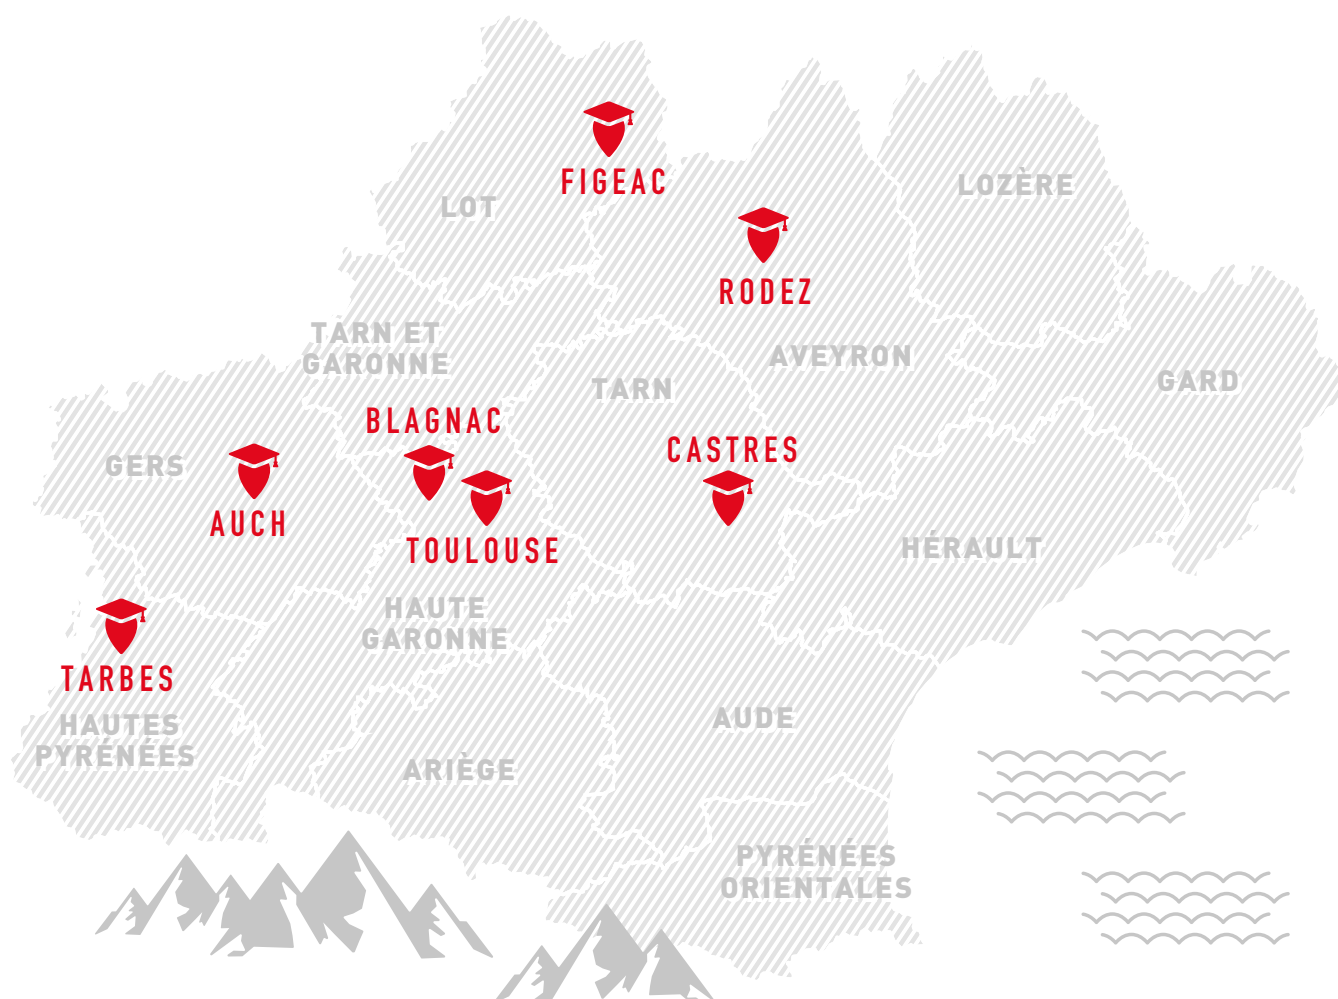 FIGEAC
LOZÈRE
LOT
RODEZ
TARN ET
GARONNE
AVEYRON
TARN
GARD
BLAGNAC
CASTRES
GERS
AUCH
TOULOUSE
HÉRAULT
HAUTE
GARONNE
TARBES
HAUTES
PYRÉNÉES
AUDE
ARIÈGE
PYRÉNÉES
ORIENTALES